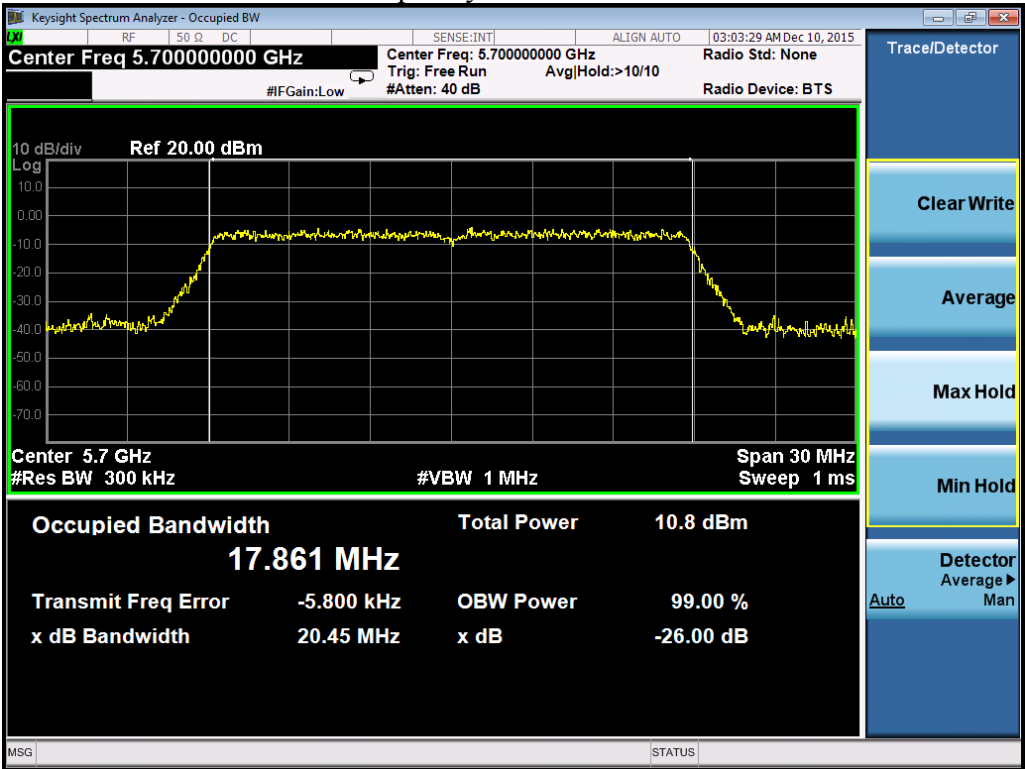 Keysight Spectrum Analyzer - Occupied BW
LXI RF 50 Ω DC SENSE:INT ALIGN AUTO 03:03:29 AM Dec 10, 2015
Center Freq 5.700000000 GHz
#IFGain:Low
Center Freq: 5.700000000 GHz
Trig: Free Run Avg|Hold:>10/10
#Atten: 40 dB
Radio Std: None
Radio Device: BTS
10 dB/div Ref 20.00 dBm
Log
10.0
0.00
-10.0
-20.0
-30.0
-40.0
-50.0
-60.0
-70.0
Center 5.7 GHz Span 30 MHz
#Res BW 300 kHz #VBW 1 MHz Sweep 1 ms
Occupied Bandwidth Total Power 10.8 dBm
17.861 MHz
Transmit Freq Error -5.800 kHz OBW Power 99.00 %
x dB Bandwidth 20.45 MHz x dB -26.00 dB
MSG STATUS
Trace/Detector
Clear Write
Average
Max Hold
Min Hold
Detector
Average ▶
Auto Man